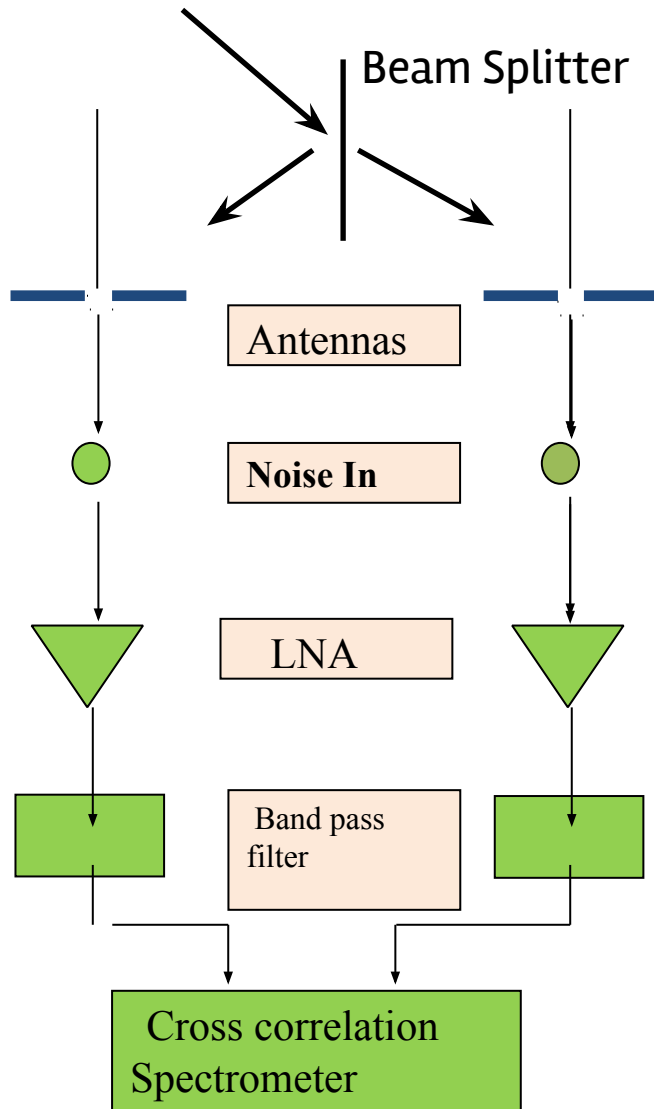 Beam Splitter
Antennas
Noise In
LNA
Band pass
filter
Cross correlation
Spectrometer